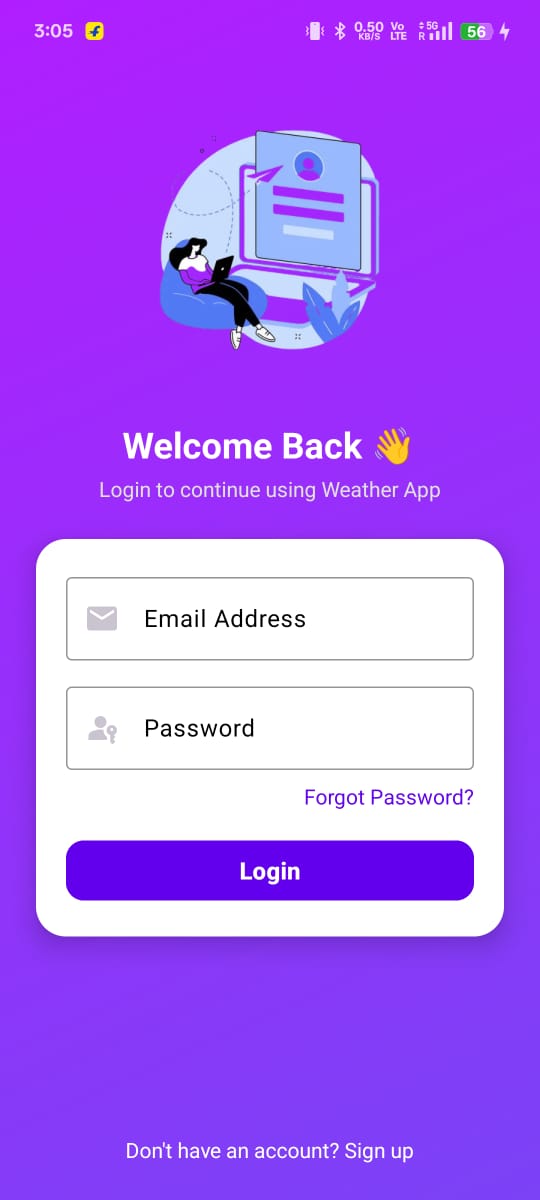 3:05 0.50 KB/S Vo LTE 5G R 56
Welcome Back 👋
Login to continue using Weather App
Email Address
Password
Forgot Password?
Login
Don't have an account? Sign up